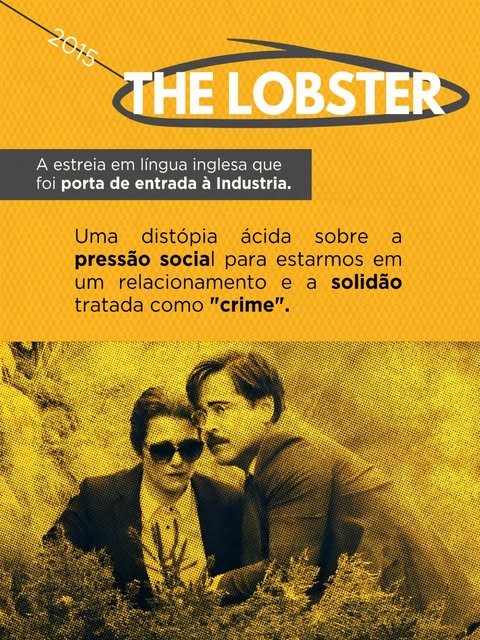 2015
THE LOBSTER
A estreia em língua inglesa que
foi porta de entrada à Industria.
Uma distópia ácida sobre a
pressão social para estarmos em
um relacionamento e a solidão
tratada como "crime".